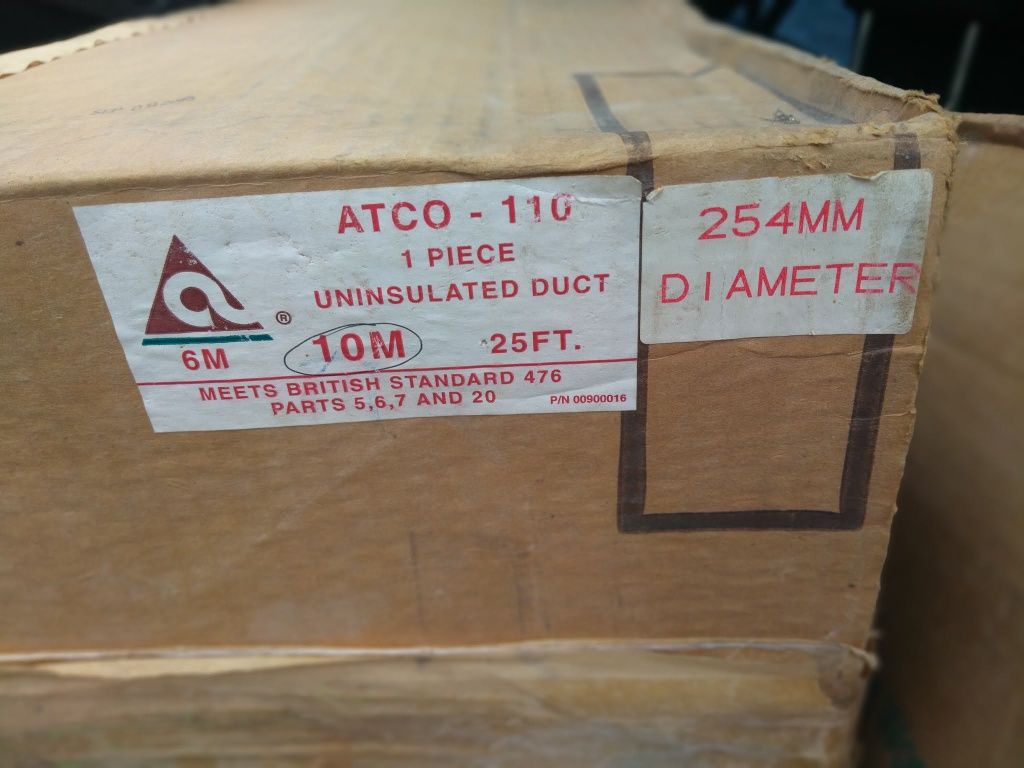 ATCO - 110
1 PIECE
UNINSULATED DUCT
®
6M 10M 25FT.
MEETS BRITISH STANDARD 476
PARTS 5,6,7 AND 20
P/N 00900016
254MM
DIAMETER